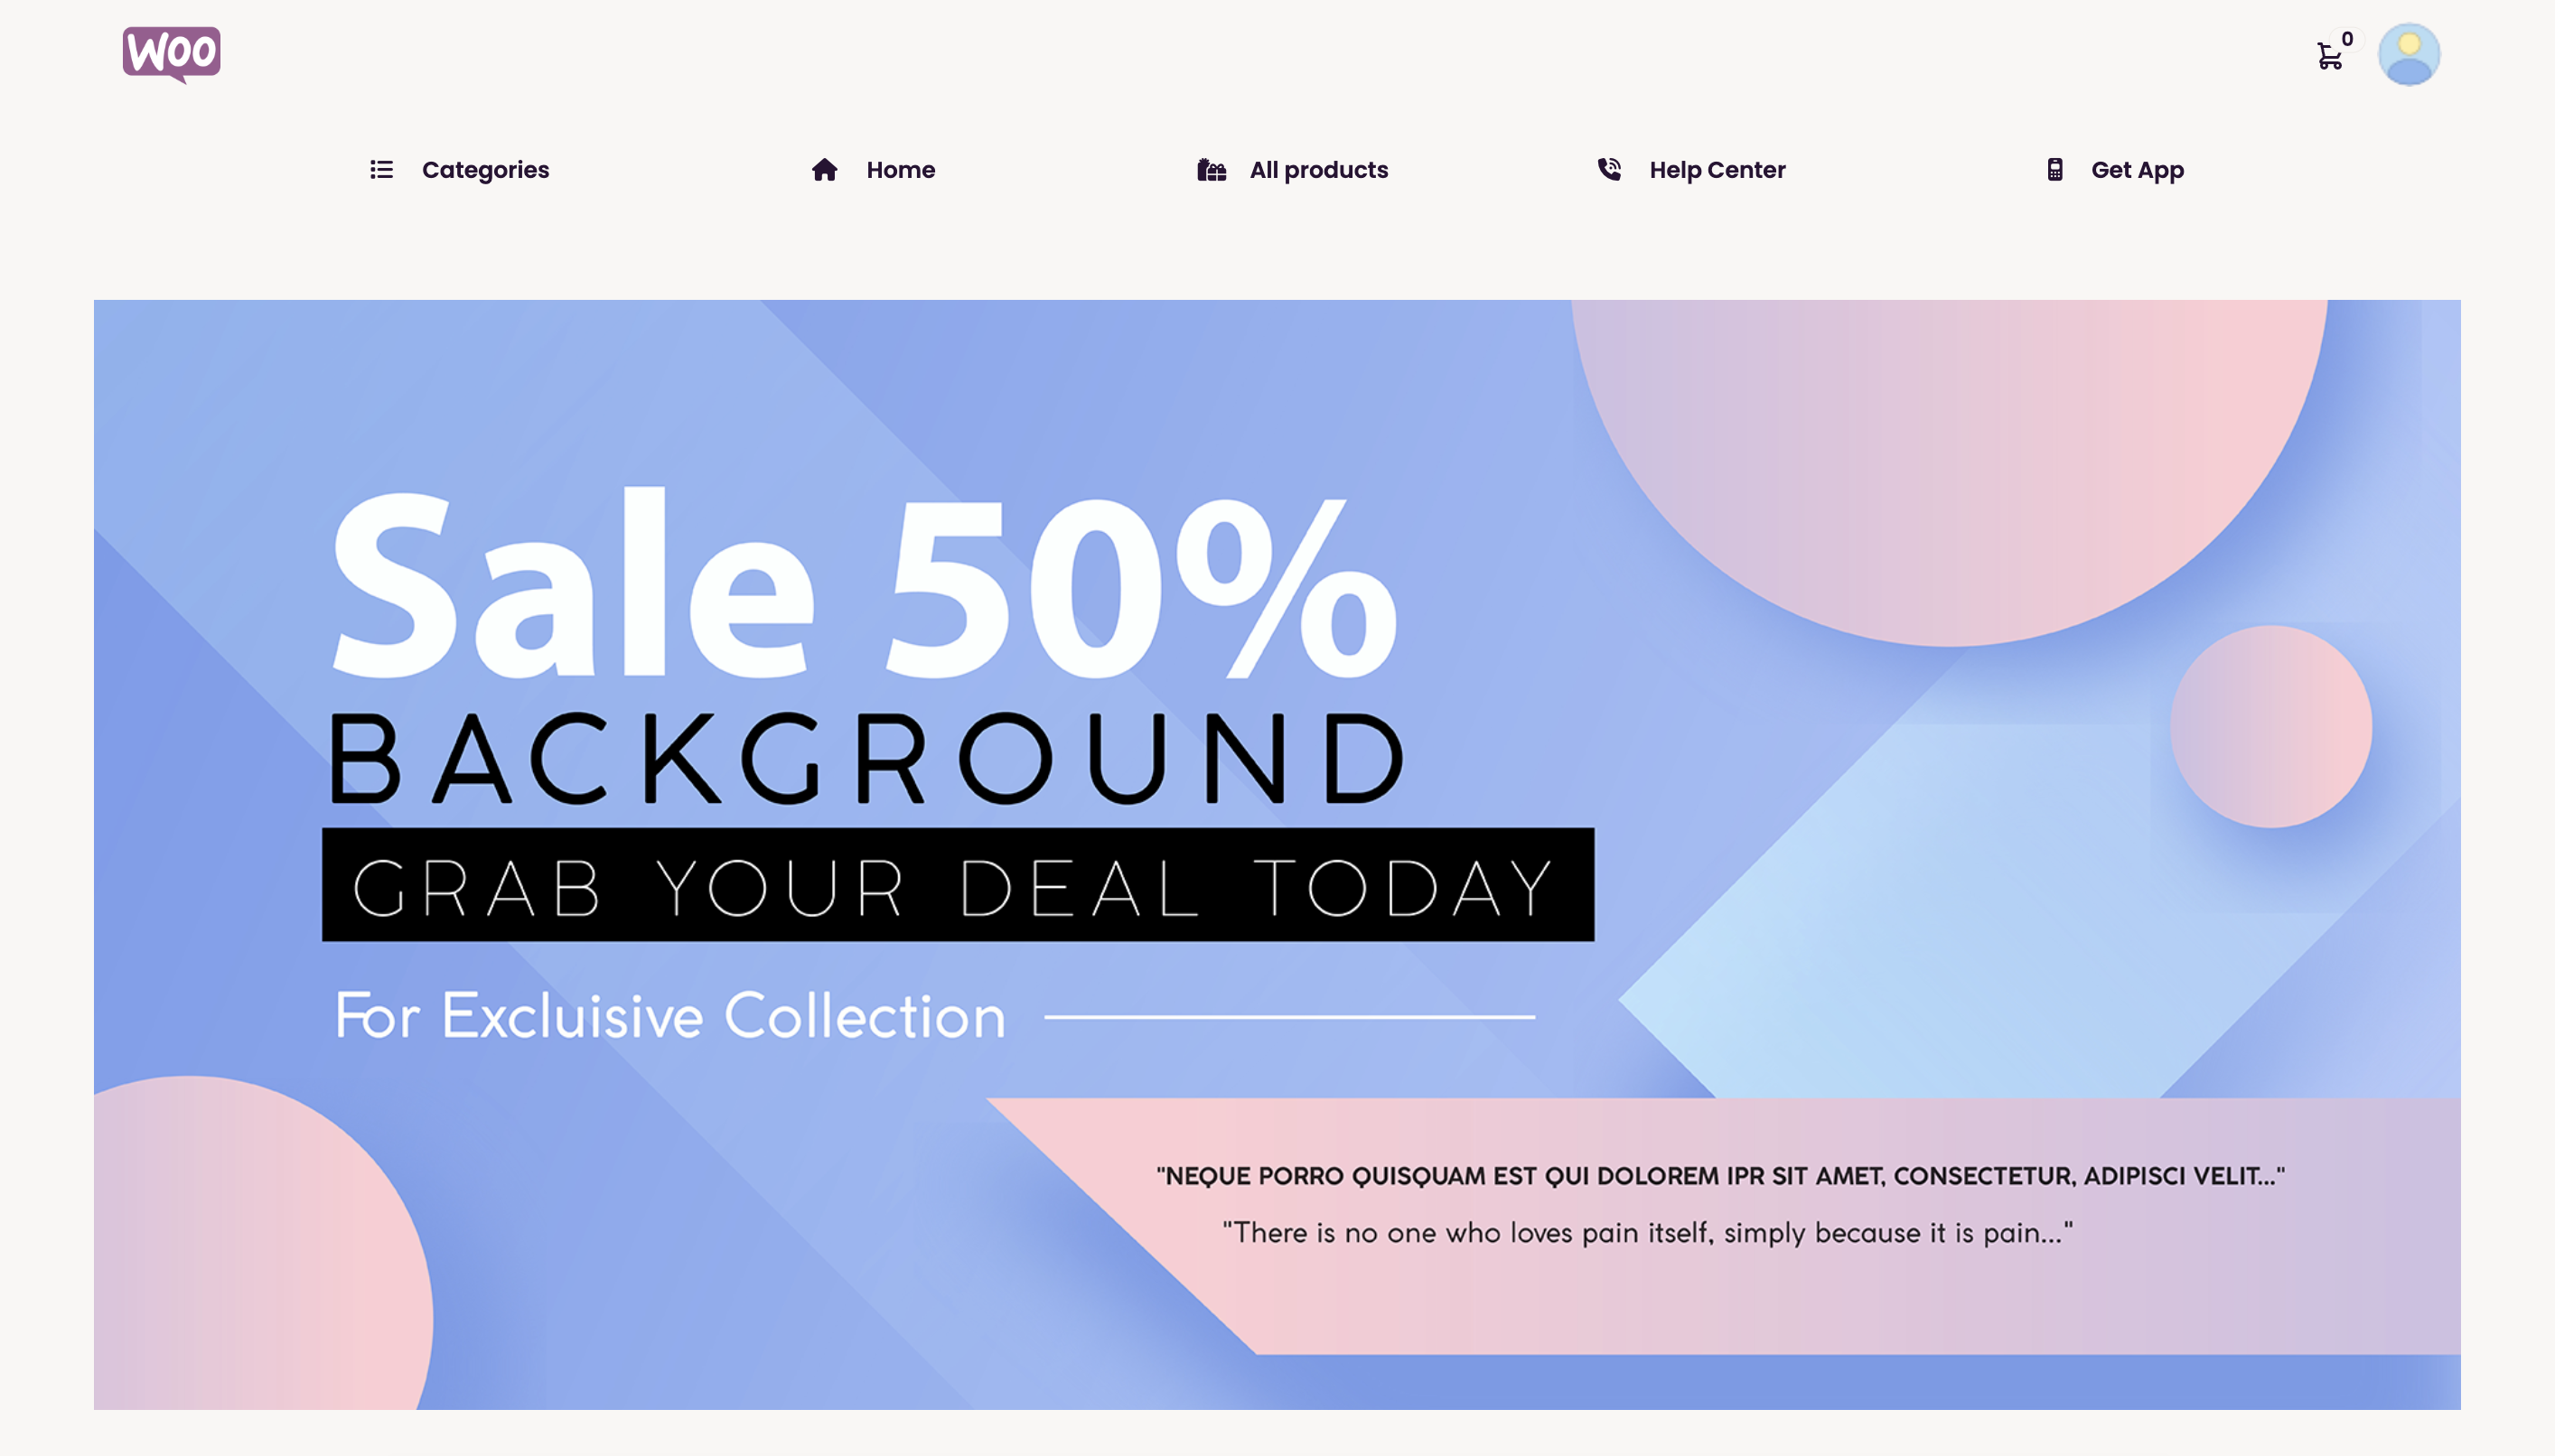 Woo
0
Categories
Home
All products
Help Center
Get App
Sale 50%
BACKGROUND
GRAB YOUR DEAL TODAY
For Excluisive Collection
"NEQUE PORRO QUISQUAM EST QUI DOLOREM IPR SIT AMET, CONSECTETUR, ADIPISCI VELIT..."
"There is no one who loves pain itself, simply because it is pain..."